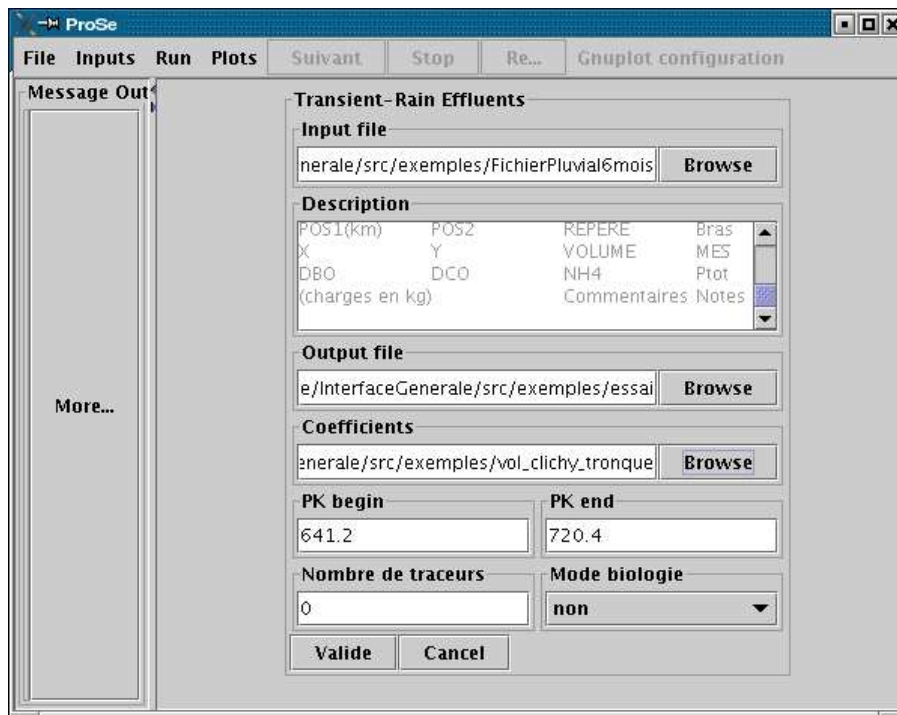 ProSe
File Inputs Run Plots Suivant Stop Re... Gnuplot configuration
Message Out
More...
Transient-Rain Effluents
Input file
nerale/src/exemples/FichierPluvial6mois Browse
Description
POS1(km) POS2 REPERE Bras
X Y VOLUME MES
DBO DCO NH4 Ptot
(charges en kg) Commentaires Notes
Output file
e/InterfaceGenerale/src/exemples/essai Browse
Coefficients
enerale/src/exemples/vol_clichy_tronque Browse
PK begin PK end
641.2 720.4
Nombre de traceurs Mode biologie
0 non
Valide Cancel